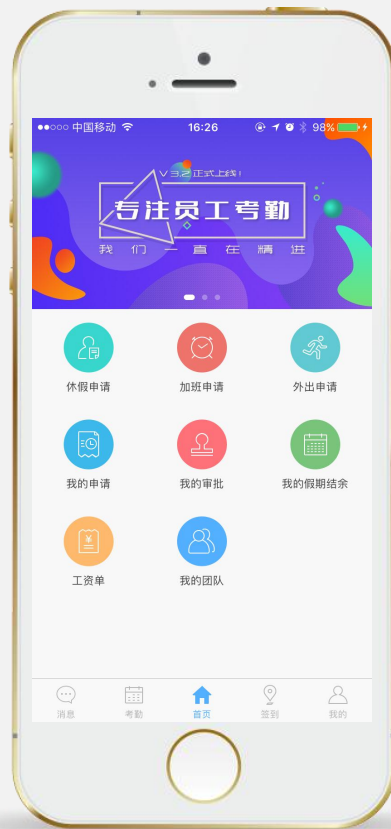 中国移动 16:26 98%
V 3.2 正式上线！
专注员工考勤
我们一直在精进
休假申请 加班申请 外出申请
我的申请 我的审批 我的假期结余
¥
工资单 我的团队
消息 考勤 首页 签到 我的